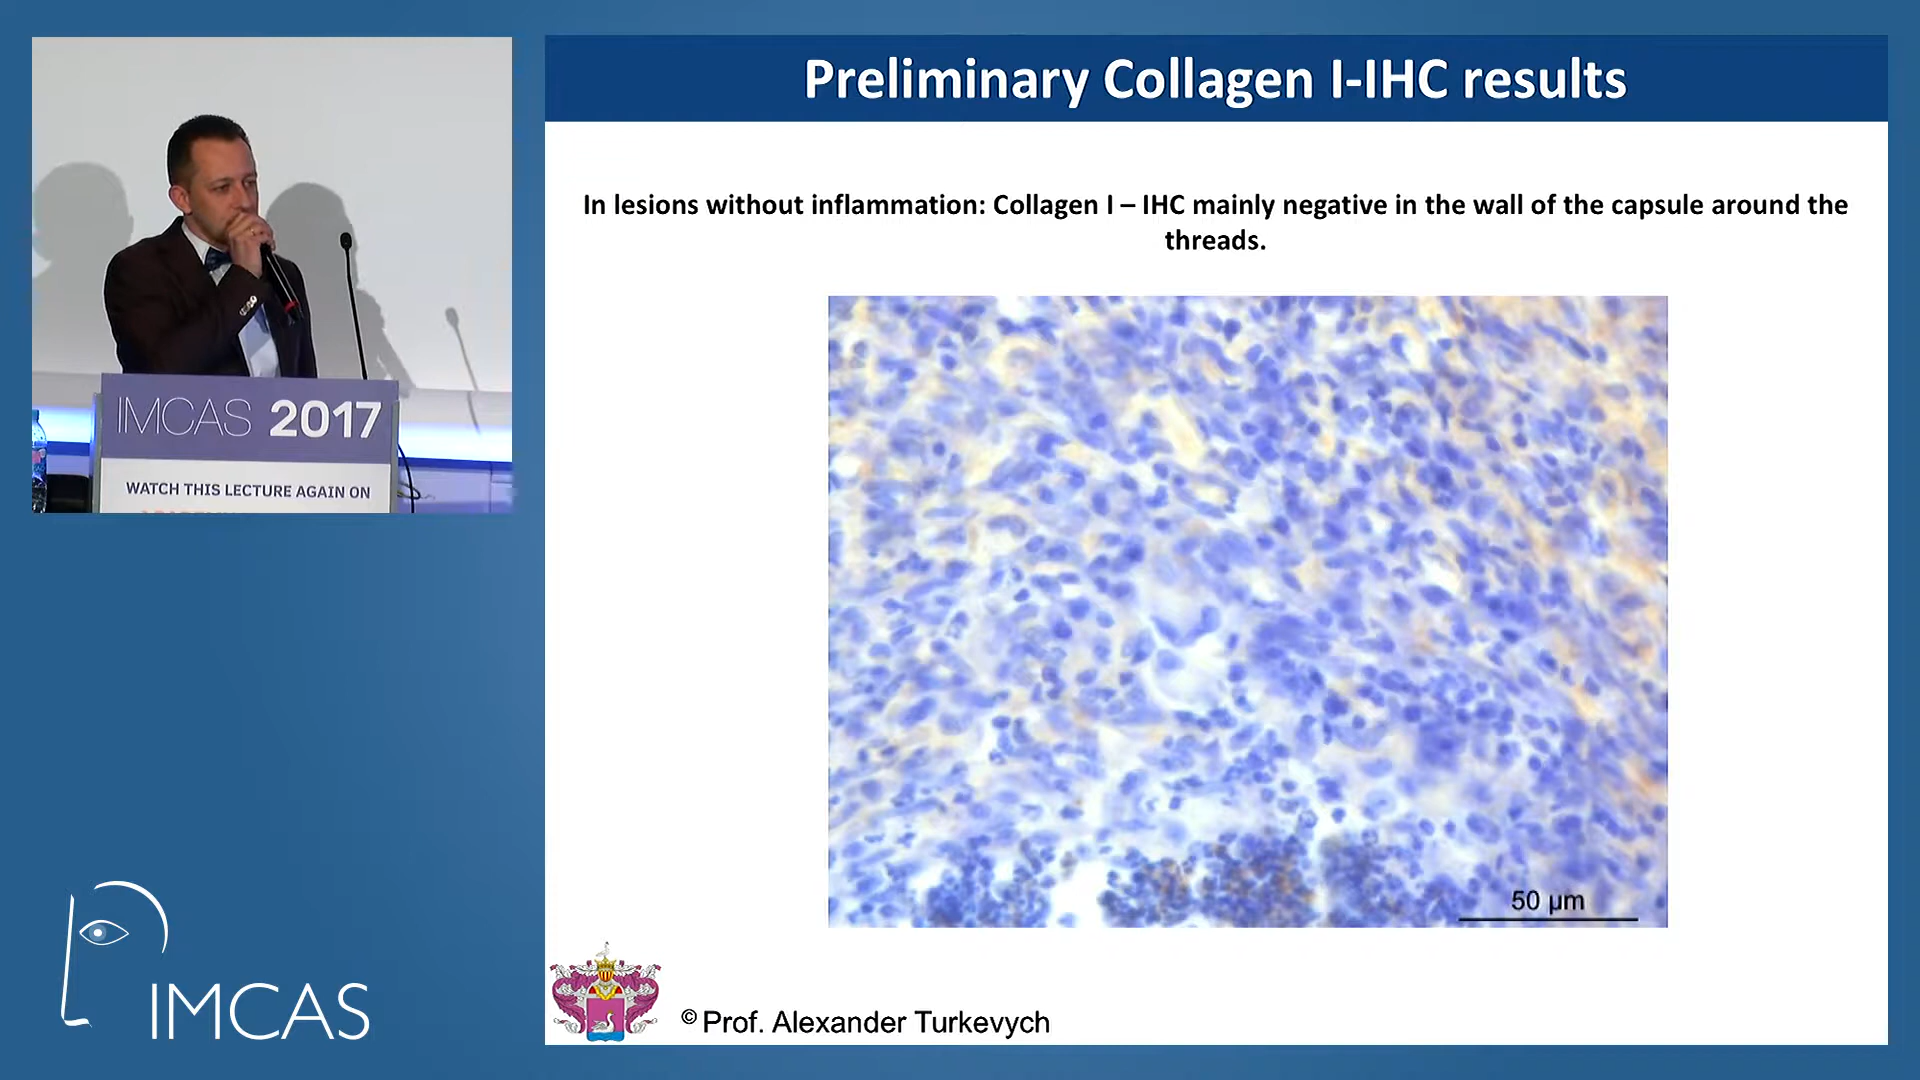 Preliminary Collagen I-IHC results
In lesions without inflammation: Collagen I – IHC mainly negative in the wall of the capsule around the
threads.
IMCAS 2017
WATCH THIS LECTURE AGAIN ON
50 µm
IMCAS
© Prof. Alexander Turkevych